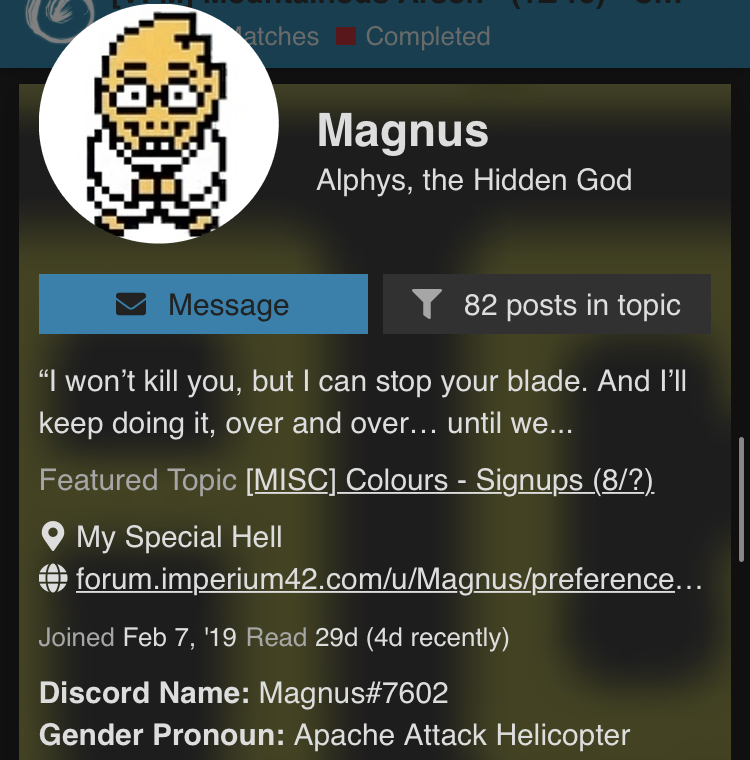 Matches Completed
Magnus
Alphys, the Hidden God
Message
82 posts in topic
“I won’t kill you, but I can stop your blade. And I’ll
keep doing it, over and over… until we...
Featured Topic [MISC] Colours - Signups (8/?)
My Special Hell
forum.imperium42.com/u/Magnus/preference…
Joined Feb 7, '19 Read 29d (4d recently)
Discord Name: Magnus#7602
Gender Pronoun: Apache Attack Helicopter